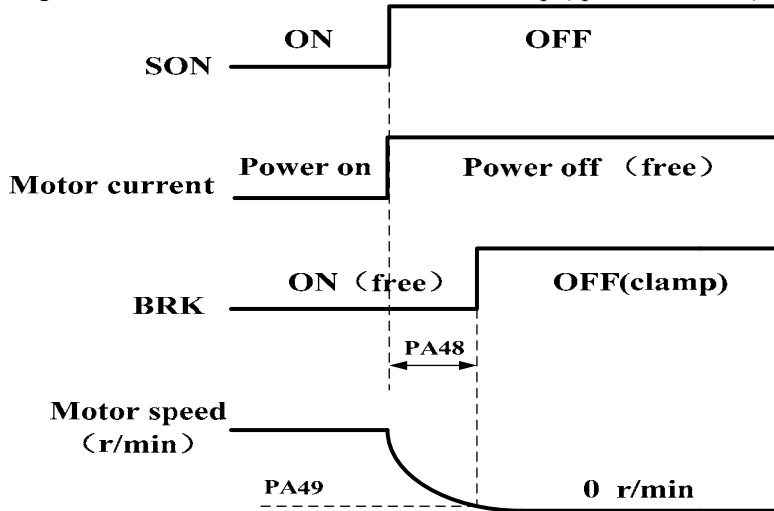 ON
OFF
SON
Power on
Power off （free）
Motor current
ON（free）
OFF(clamp)
BRK
PA48
Motor speed
（r/min）
PA49
0 r/min